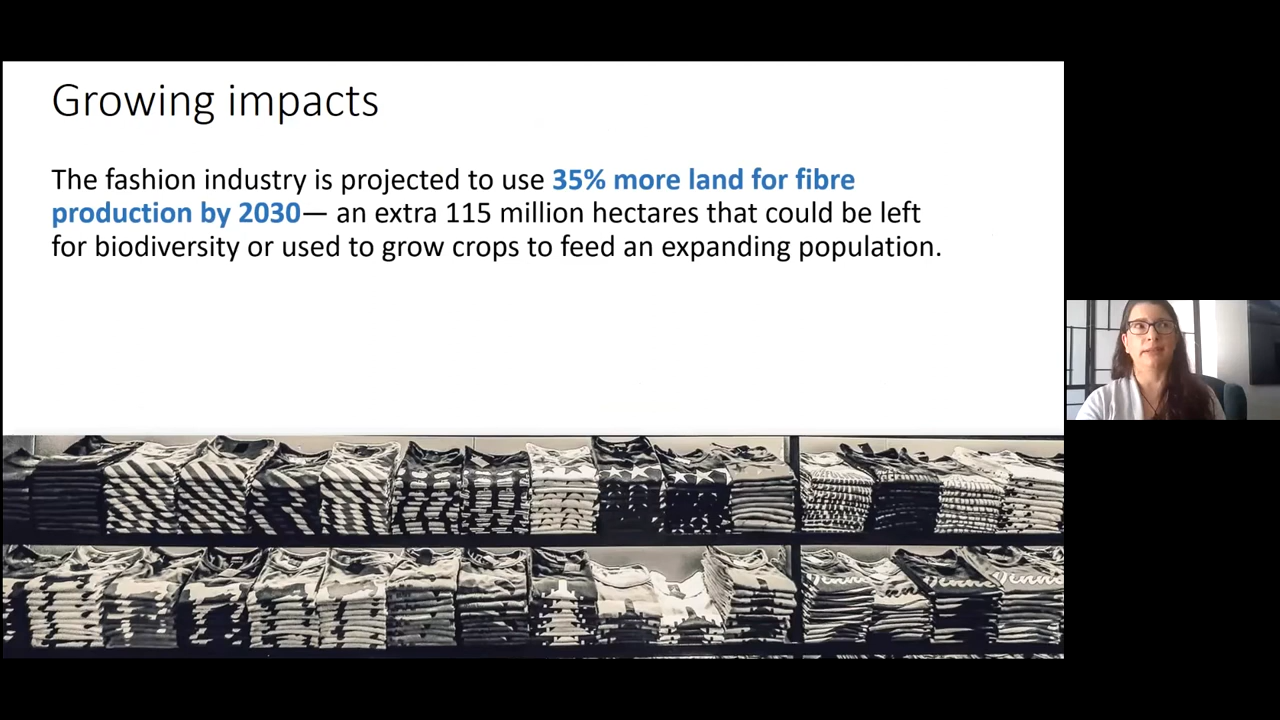 Growing impacts
The fashion industry is projected to use 35% more land for fibre
production by 2030— an extra 115 million hectares that could be left
for biodiversity or used to grow crops to feed an expanding population.